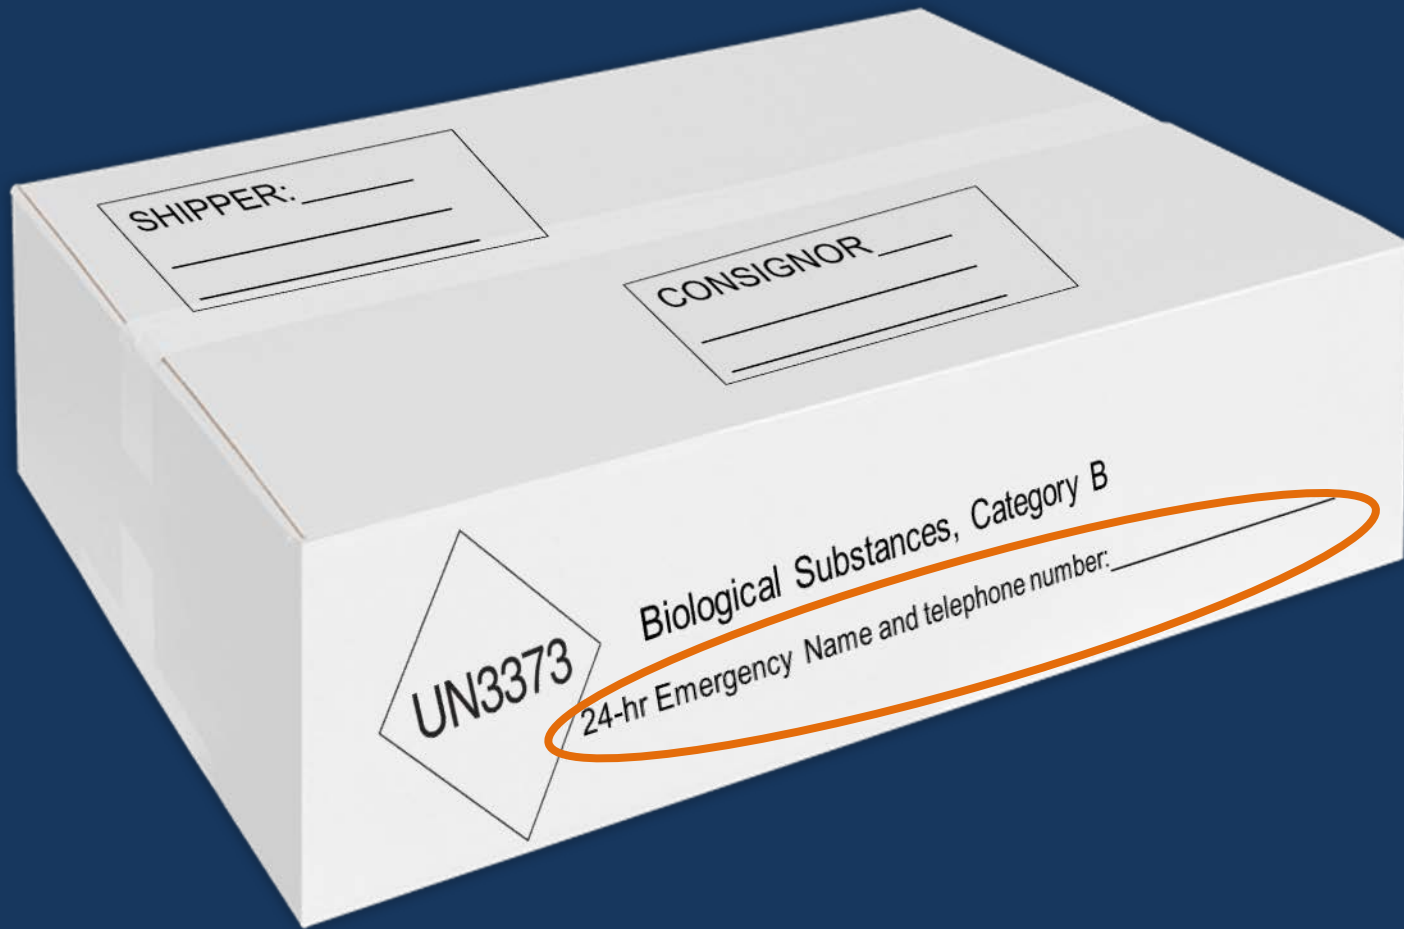 SHIPPER:
CONSIGNOR
Biological Substances, Category B
24-hr Emergency Name and telephone number:
UN3373